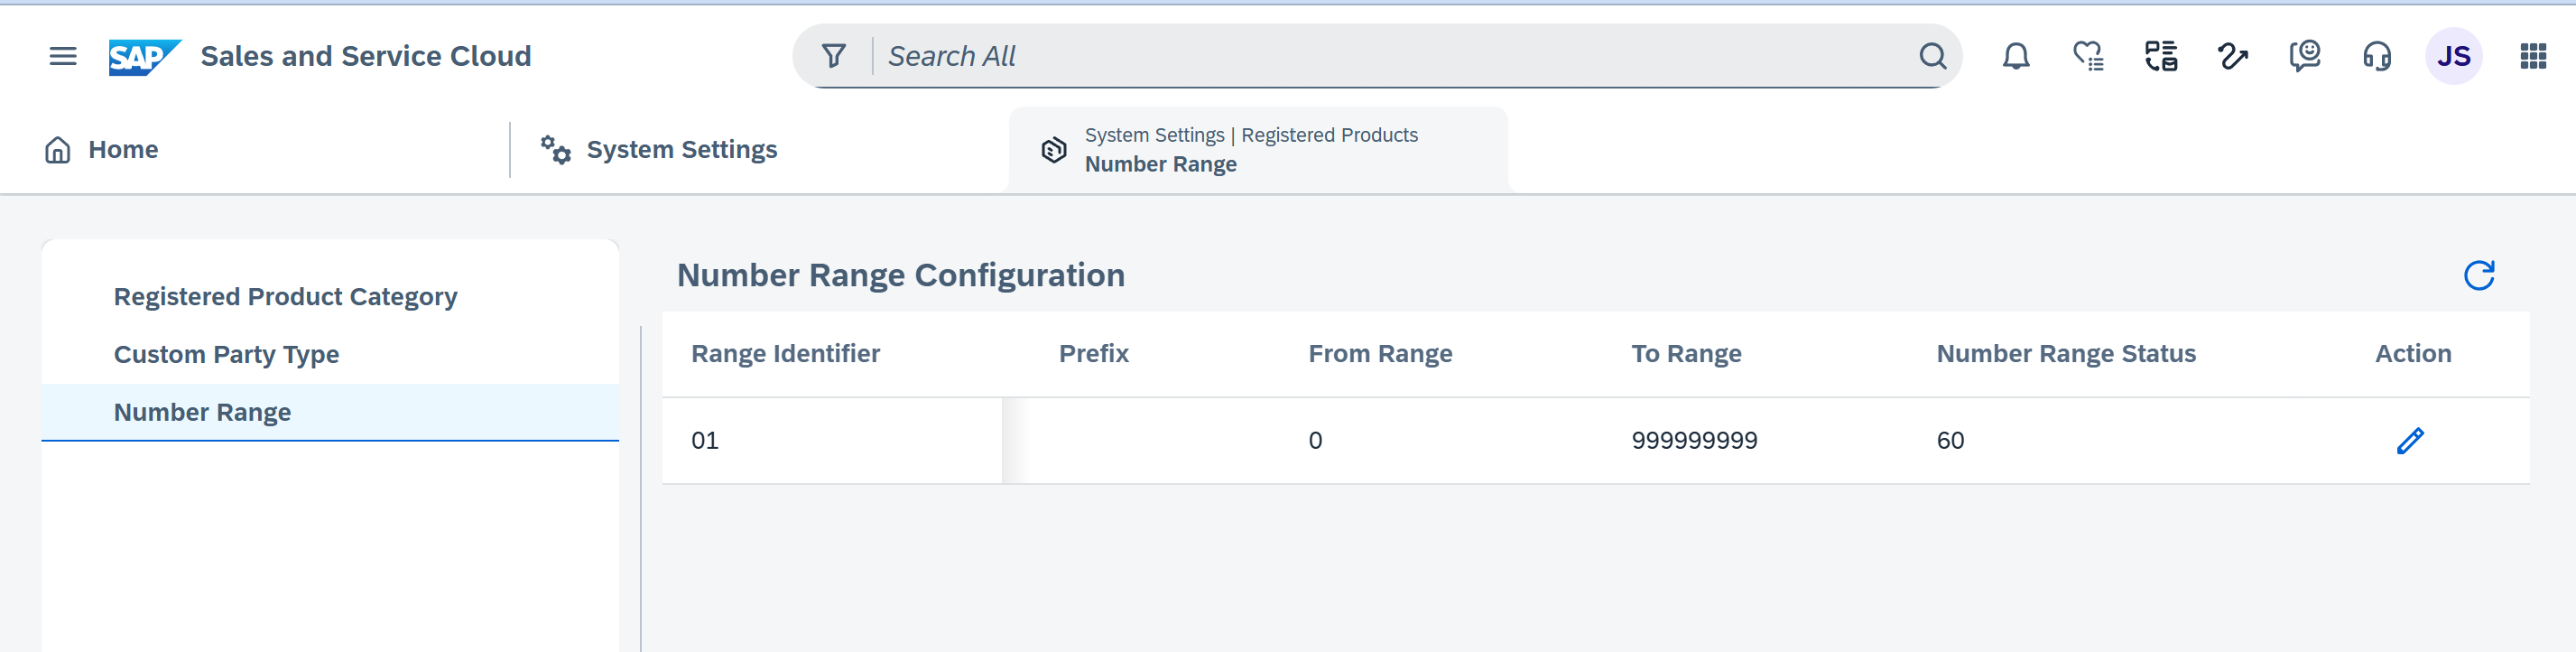 SAP Sales and Service Cloud
Search All
JS
Home
System Settings
System Settings | Registered Products
Number Range
Registered Product Category
Custom Party Type
Number Range
Number Range Configuration
Range Identifier Prefix From Range To Range Number Range Status Action
01 0 999999999 60